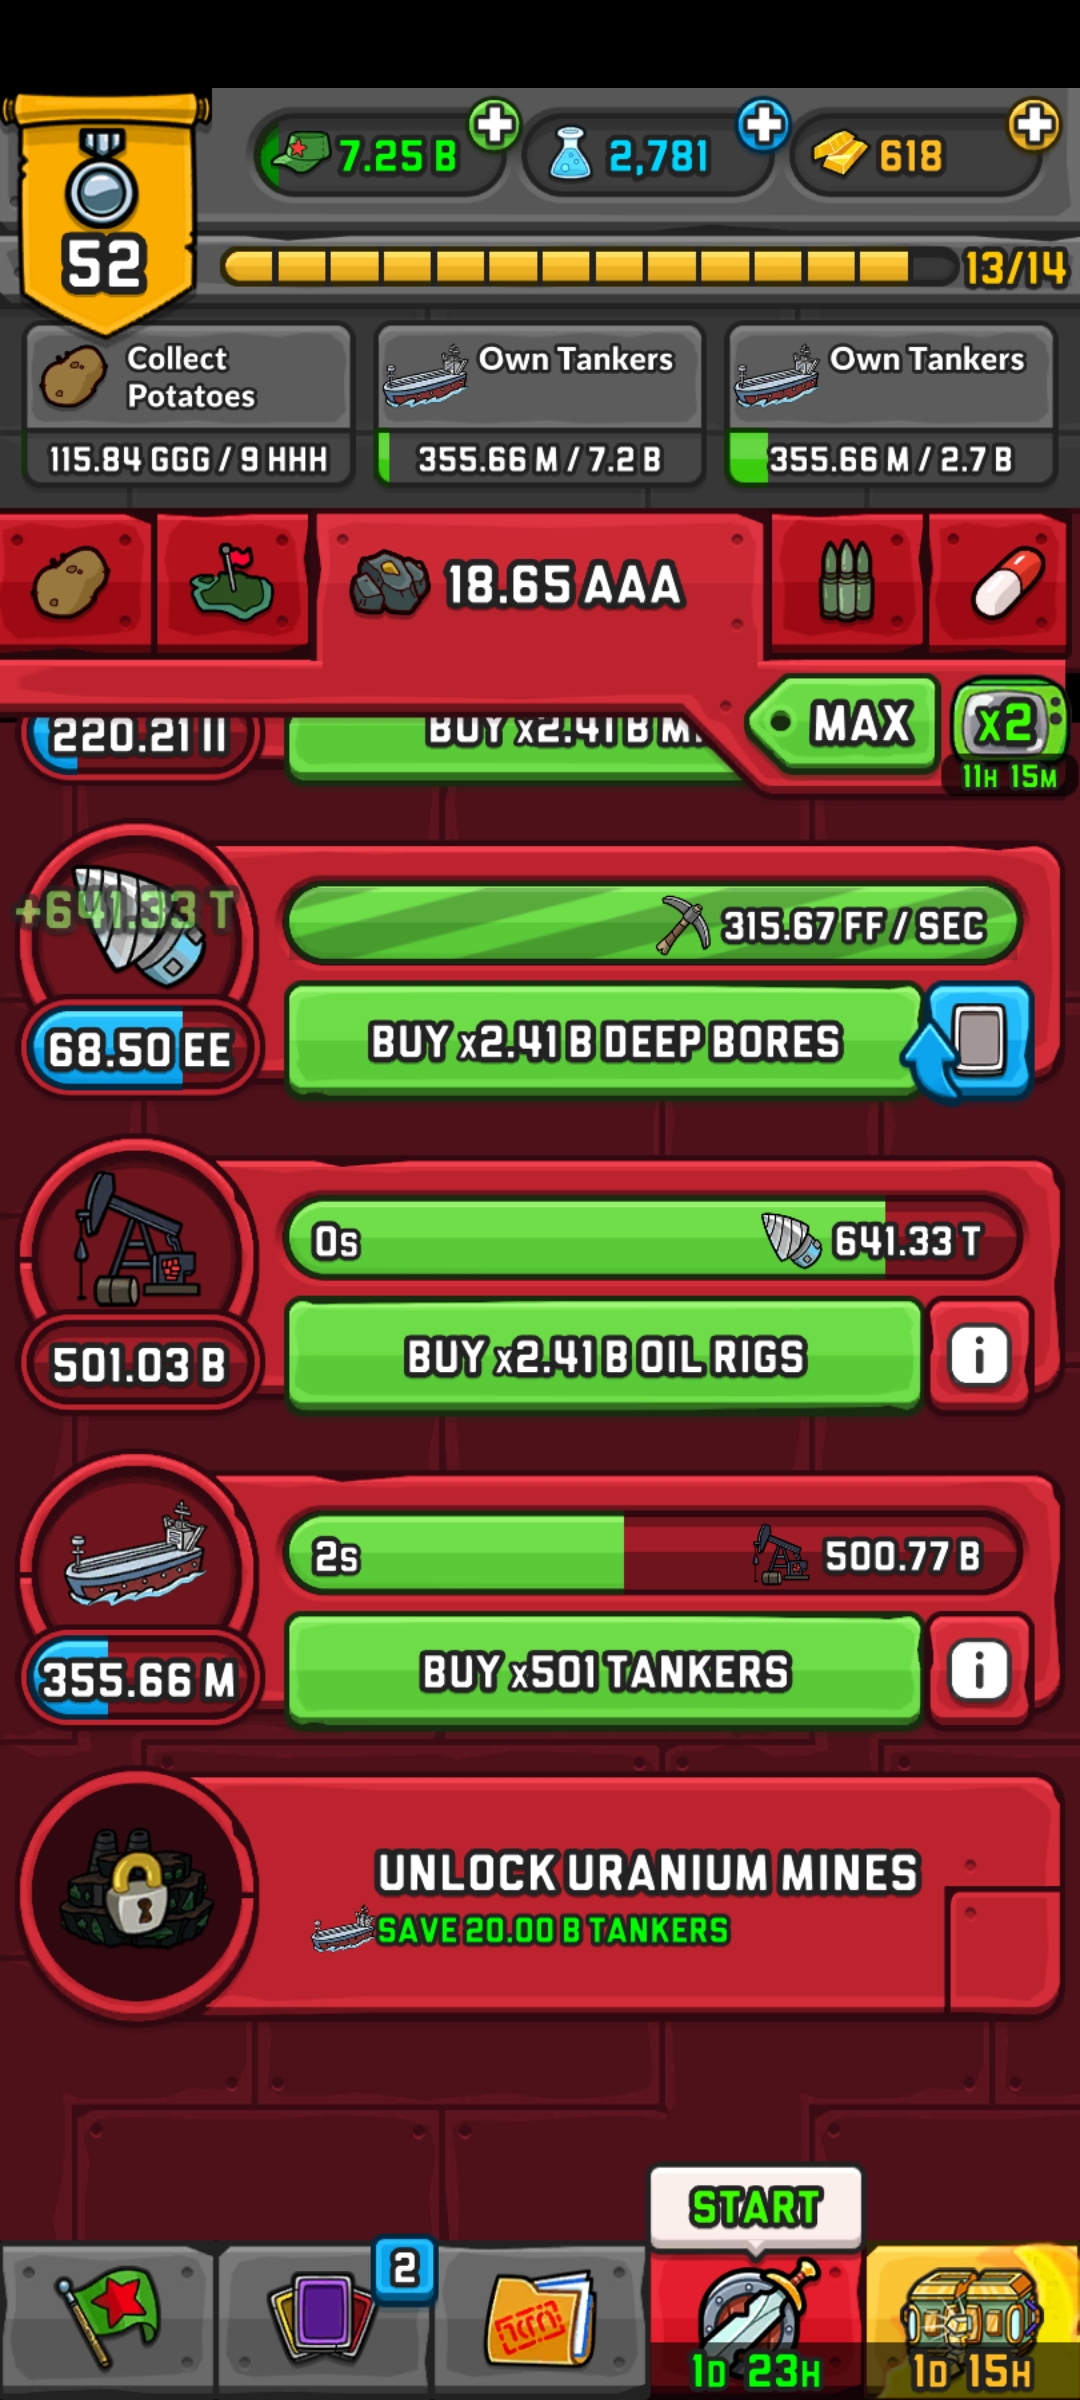 7.25 B
2,781
618
52
13/14
Collect
Potatoes
115.84 GGG / 9 HHH
Own Tankers
355.66 M / 7.2 B
Own Tankers
355.66 M / 2.7 B
18.65 AAA
MAX
x2
11H 15M
220.21 II
BUY x2.41 B
+641.33 T
315.67 FF / SEC
68.50 EE
BUY x2.41 B DEEP BORES
0s
641.33 T
501.03 B
BUY x2.41 B OIL RIGS
i
2s
500.77 B
355.66 M
BUY x501 TANKERS
i
UNLOCK URANIUM MINES
SAVE 20.00 B TANKERS
START
2
1D 23H
1D 15H